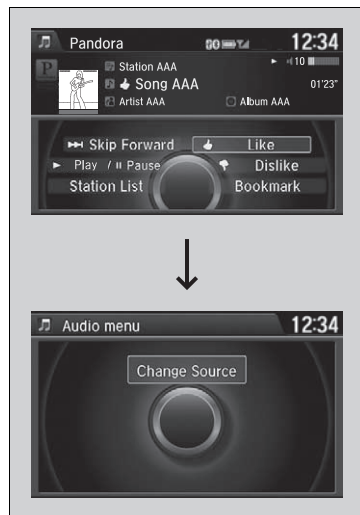 Pandora 12:34
P
Station AAA
10
Song AAA 01'23"
Artist AAA Album AAA
Skip Forward Like
Play / Pause Dislike
Station List Bookmark
Audio menu 12:34
Change Source